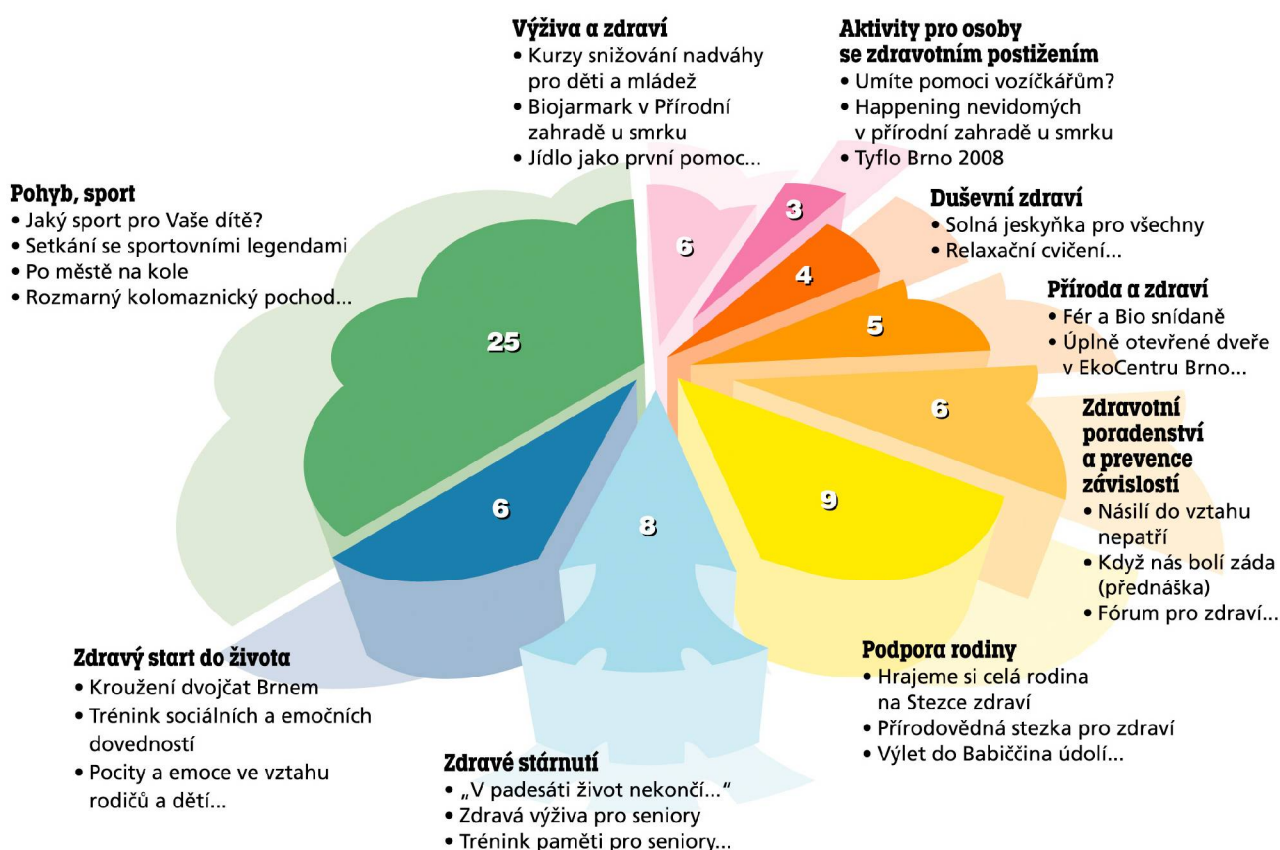 Výživa a zdraví
• Kurzy snižování nadváhy
pro děti a mládež
• Biojarmark v Přírodní
zahradě u smrku
• Jídlo jako první pomoc...
Aktivity pro osoby
se zdravotním postižením
• Umíte pomoci vozíčkářům?
• Happening nevidomých
v přírodní zahradě u smrku
• Tyflo Brno 2008
Pohyb, sport
• Jaký sport pro Vaše dítě?
• Setkání se sportovními legendami
• Po městě na kole
• Rozmarný kolomaznický pochod...
Duševní zdraví
• Solná jeskyňka pro všechny
• Relaxační cvičení...
Příroda a zdraví
• Fér a Bio snídaně
• Úplně otevřené dveře
v EkoCentru Brno...
Zdravotní
poradenství
a prevence
závislostí
• Násilí do vztahu
nepatří
• Když nás bolí záda
(přednáška)
• Fórum pro zdraví...
25
6
3
4
5
6
9
8
6
Podpora rodiny
• Hrajeme si celá rodina
na Stezce zdraví
• Přírodovědná stezka pro zdraví
• Výlet do Babiččina údolí...
Zdravý start do života
• Kroužení dvojčat Brnem
• Trénink sociálních a emočních
dovedností
• Pocity a emoce ve vztahu
rodičů a dětí...
Zdravé stárnutí
• „V padesáti život nekončí...“
• Zdravá výživa pro seniory
• Trénink paměti pro seniory...